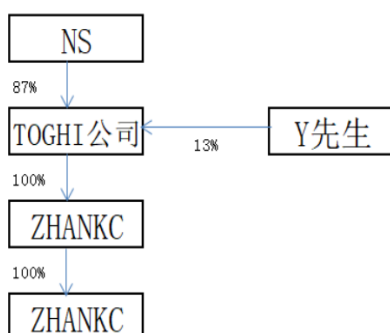 NS
87%
TOGHI公司
13%
Y先生
100%
ZHANKC
100%
ZHANKC